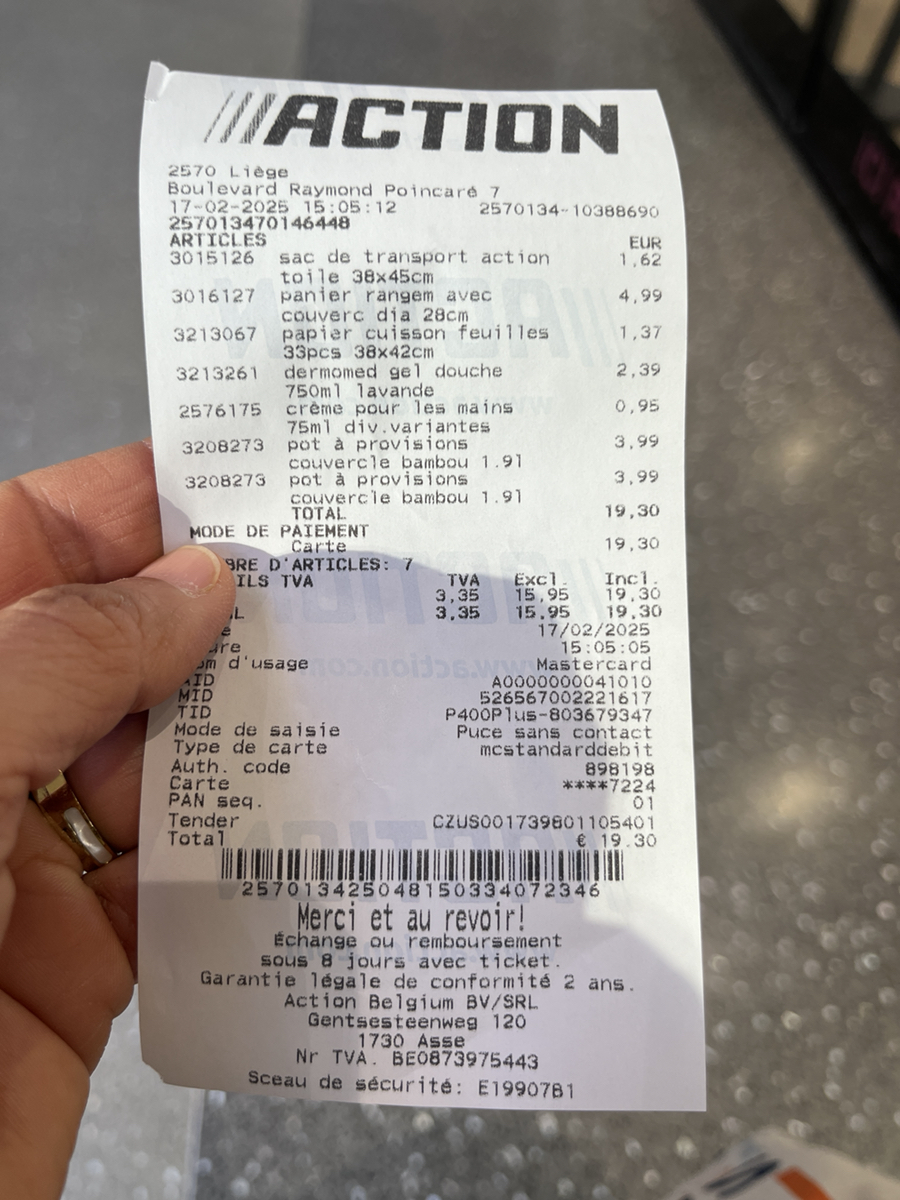 ACTION
2570 Liège
Boulevard Raymond Poincaré 7
17-02-2025 15:05:12 2570134-10388690
257013470146448
ARTICLES EUR
3015126 sac de transport action 1,62
toile 38x45cm
3016127 panier rangem avec 4,99
couverc dia 28cm
3213067 papier cuisson feuilles 1,37
33pcs 38x42cm
3213261 dermomed gel douche 2,39
750ml lavande
2576175 crème pour les mains 0,95
75ml div.variantes
3208273 pot à provisions 3,99
couvercle bambou 1.9l
3208273 pot à provisions 3,99
couvercle bambou 1.9l
TOTAL 19,30
MODE DE PAIEMENT
Carte 19,30
BRE D'ARTICLES: 7
ILS TVA TVA Excl. Incl.
3,35 15,95 19,30
L 3,35 15,95 19,30
e 17/02/2025
ure 15:05:05
om d'usage Mastercard
AID A0000000041010
MID 526567002221617
TID P400Plus-803679347
Mode de saisie Puce sans contact
Type de carte mcstandarddebit
Auth. code 898198
Carte ****7224
PAN seq. 01
Tender CZUS001739801105401
Total € 19.30
257013425048150334072346
Merci et au revoir!
Échange ou remboursement
sous 8 jours avec ticket.
Garantie légale de conformité 2 ans.
Action Belgium BV/SRL
Gentsesteenweg 120
1730 Asse
Nr TVA. BE0873975443
Sceau de sécurité: E19907B1